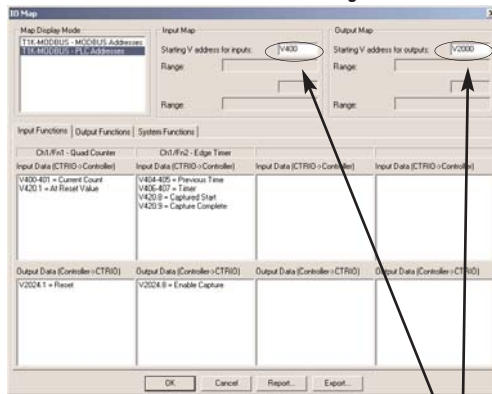 IO Map
Map Display Mode
T1K-MODBUS - MODBUS Addresses
T1K-MODBUS - PLC Addresses
Input Map
Starting V address for inputs: V400
Range:
Range:
Output Map
Starting V address for outputs: V2000
Range:
Range:
Input Functions Output Functions System Functions
Ch1/Fn1 - Quad Counter
Ch1/Fn2 - Edge Timer
Input Data (CTRIO->Controller)
V400-401 = Current Count
V420.1 = At Reset Value
Input Data (CTRIO->Controller)
V404-405 = Previous Time
V406-407 = Timer
V420.8 = Captured Start
V420.9 = Capture Complete
Input Data (CTRIO->Controller)
Input Data (CTRIO->Controller)
Output Data (Controller->CTRIO)
V2024.1 = Reset
Output Data (Controller->CTRIO)
V2024.8 = Enable Capture
Output Data (Controller->CTRIO)
Output Data (Controller->CTRIO)
OK Cancel Report... Export...